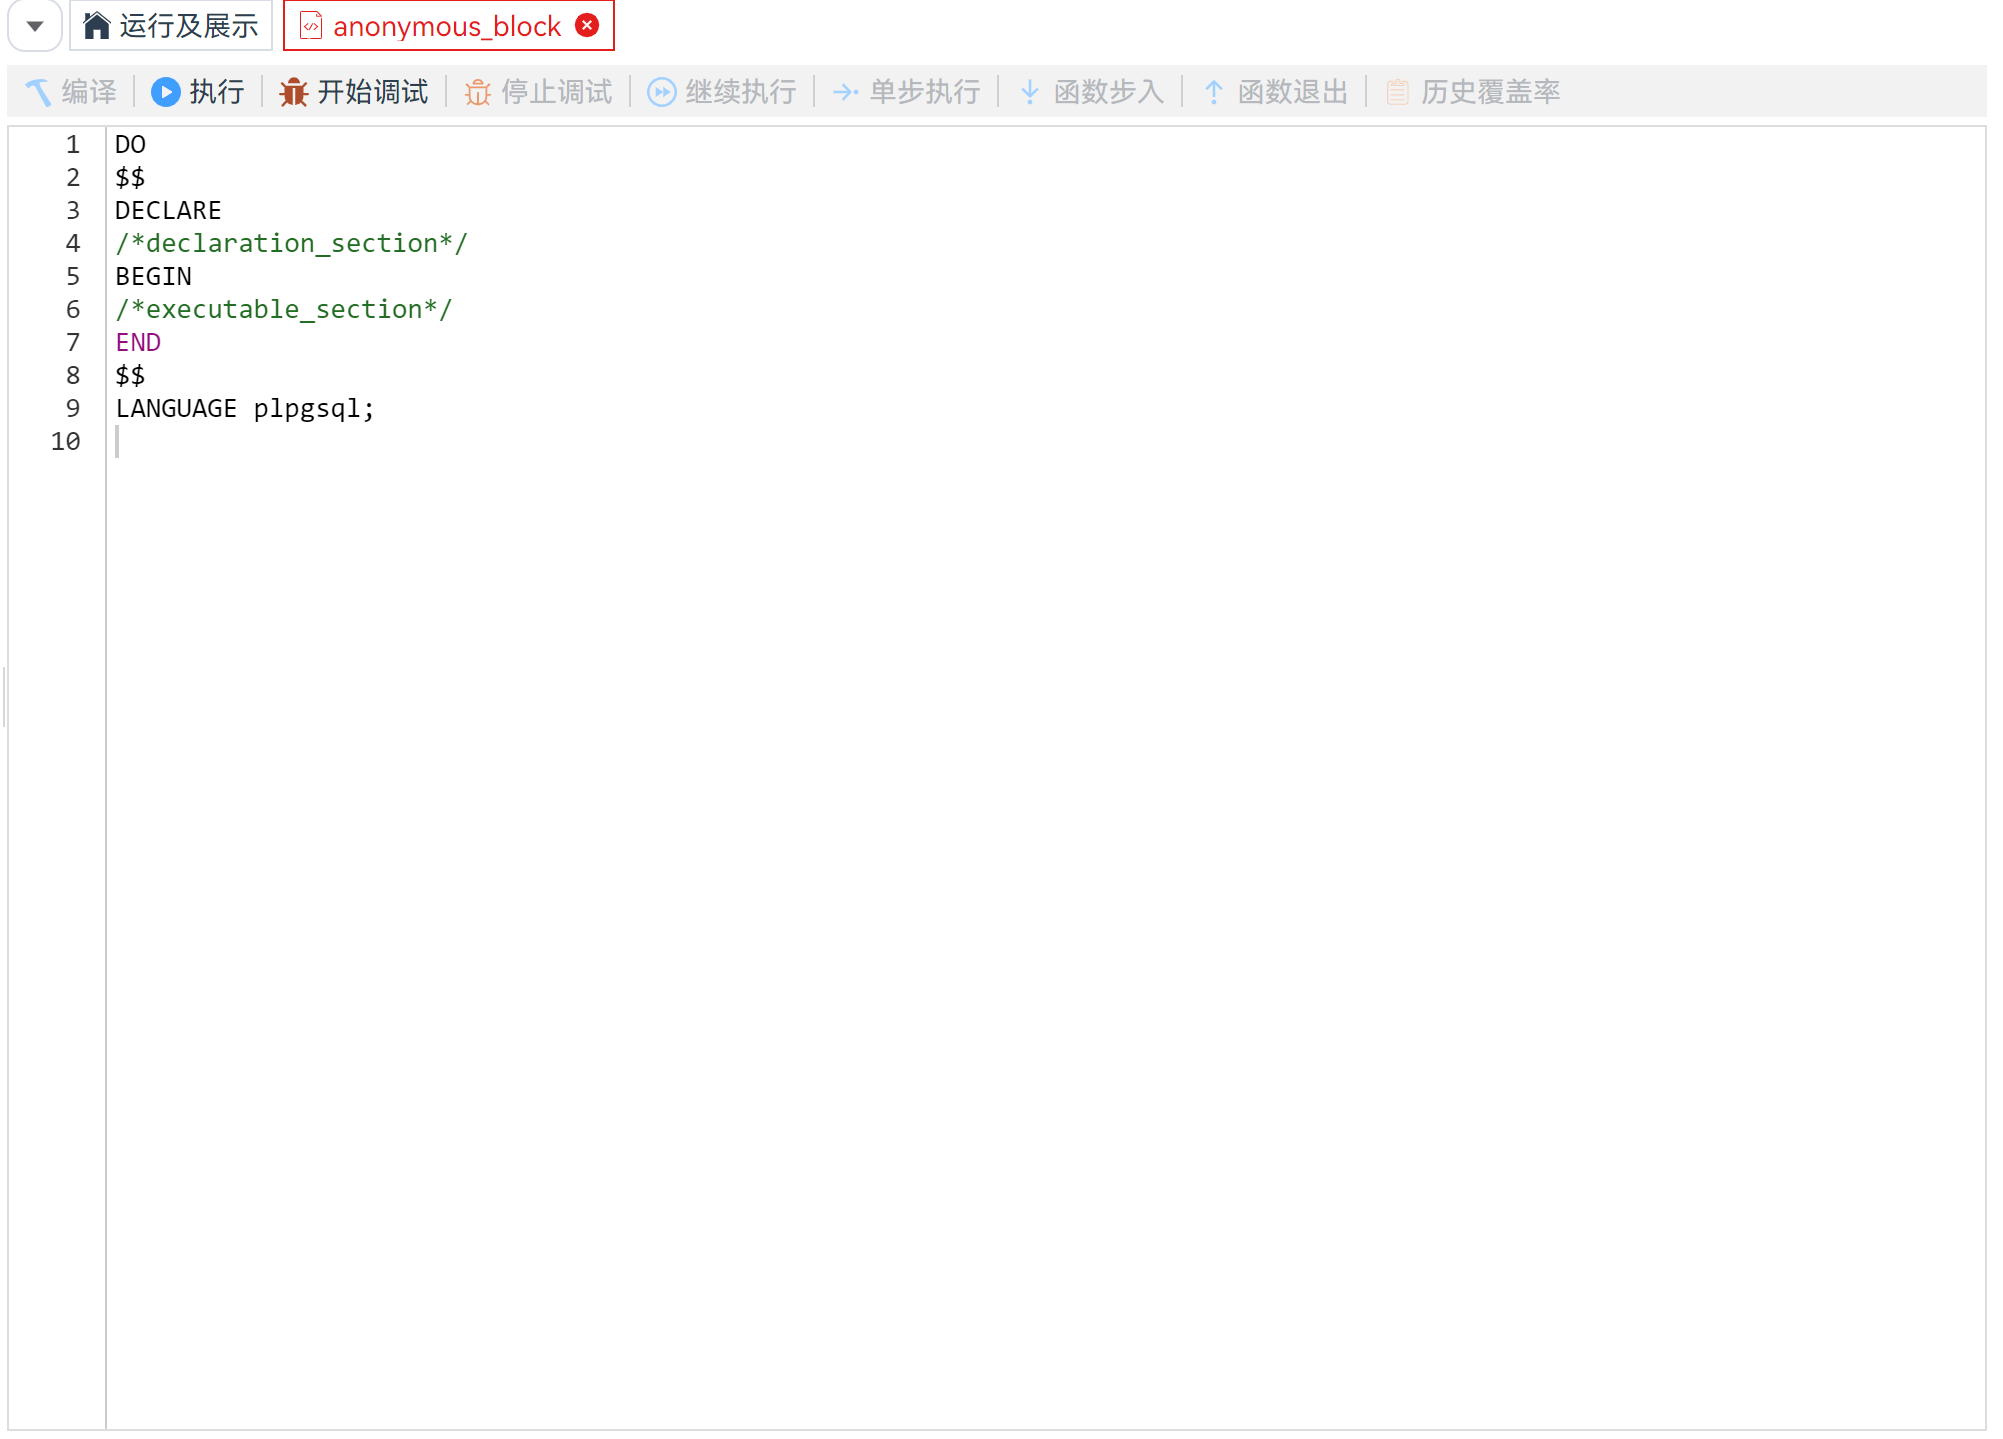 运行及展示 anonymous_block
编译 执行 开始调试 停止调试 继续执行 单步执行 函数步入 函数退出 历史覆盖率
1 DO
2 $$
3 DECLARE
4 /*declaration_section*/
5 BEGIN
6 /*executable_section*/
7 END
8 $$
9 LANGUAGE plpgsql;
10